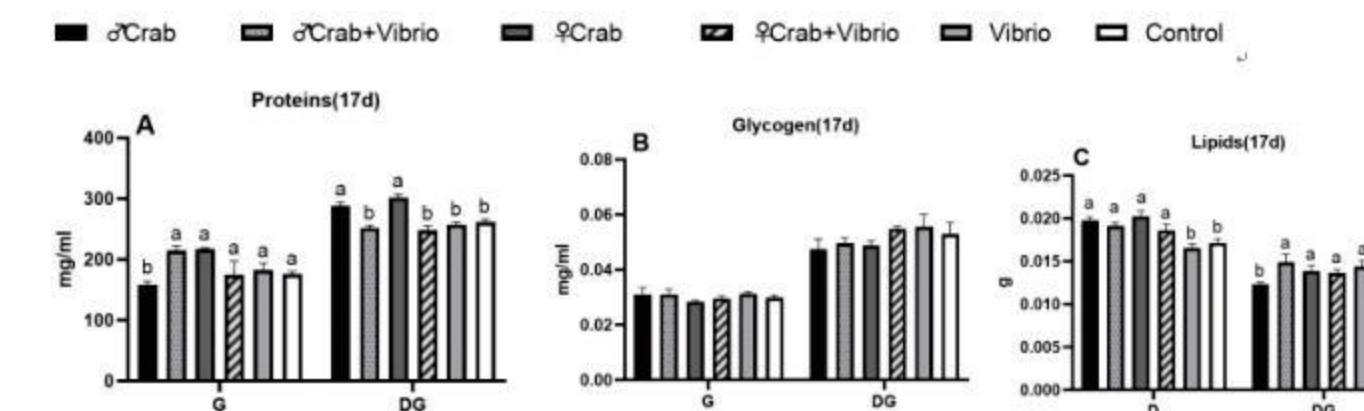 ♂Crab ♂Crab+Vibrio ♀Crab ♀Crab+Vibrio Vibrio Control
Proteins(17d)
A
400
300
200
100
0
mg/ml
b a a a a a
a b a b b b
G DG
Glycogen(17d)
B
0.08
0.06
0.04
0.02
0.00
mg/ml
G DG
Lipids(17d)
C
0.025
0.020
0.015
0.010
0.005
0.000
g
a a a a b b
b a a a a
DG